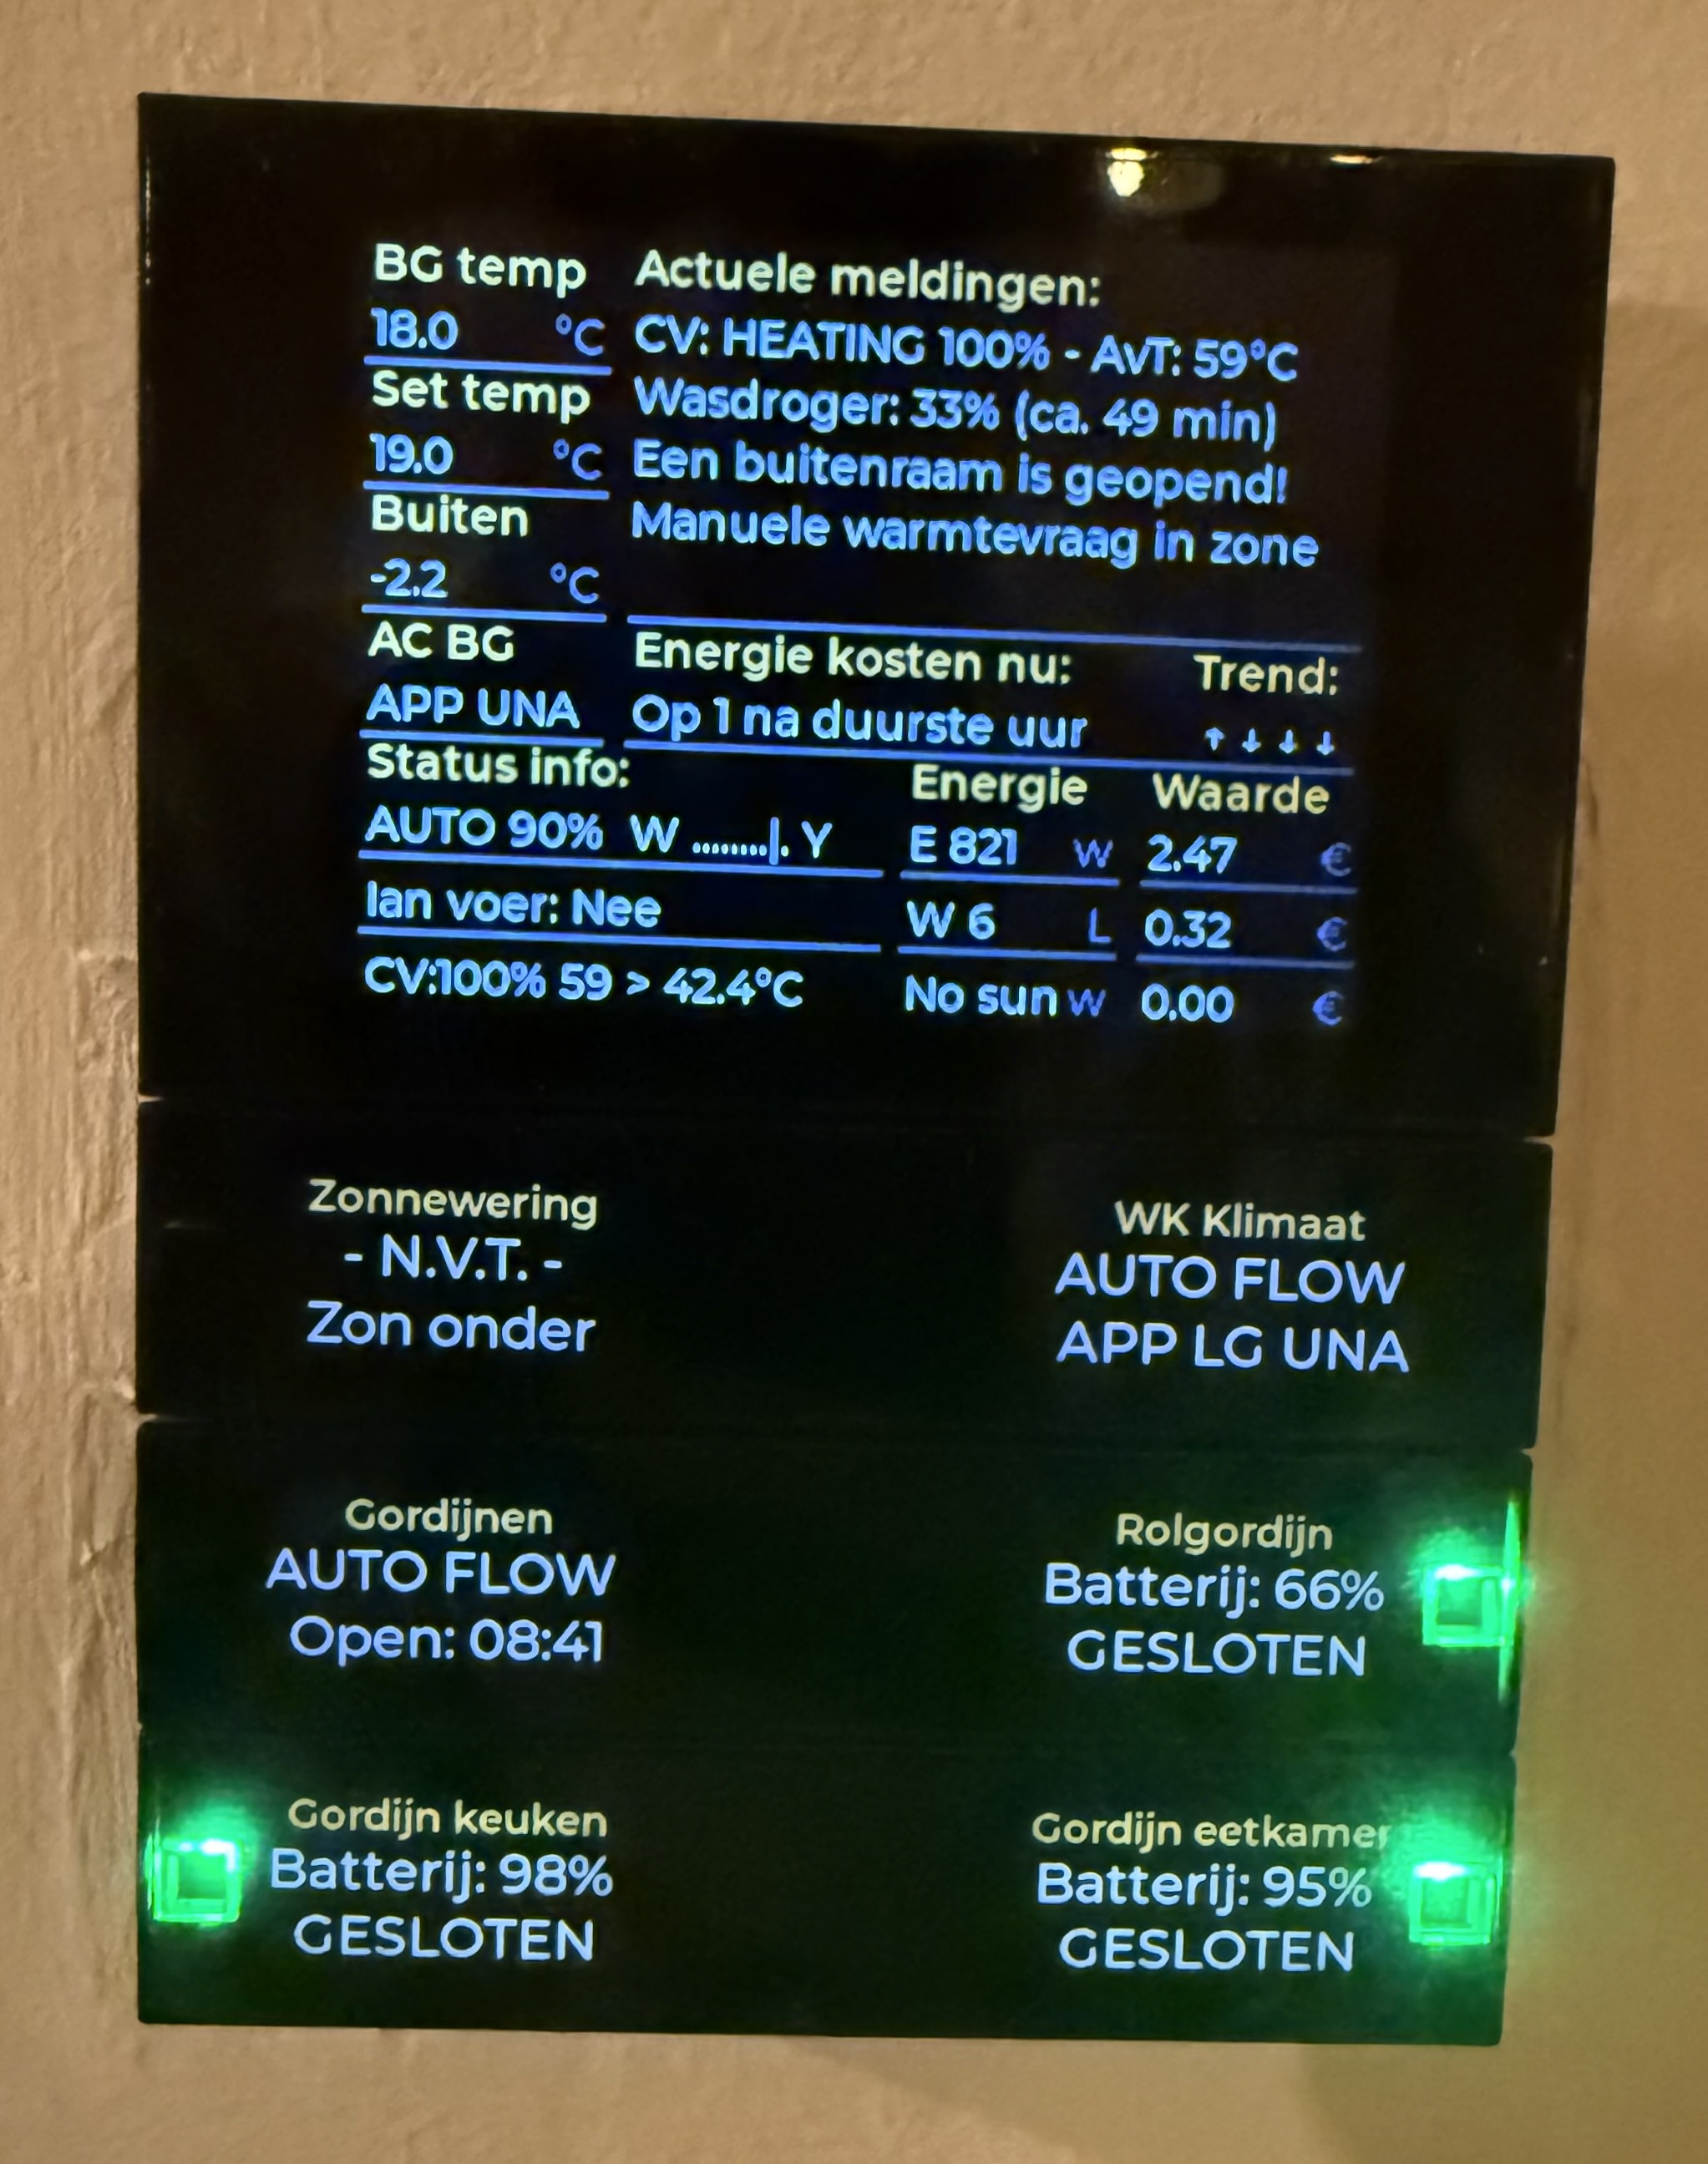 BG temp
18.0 °C
Set temp
19.0 °C
Buiten
-2.2 °C
AC BG
APP UNA
Actuele meldingen:
CV: HEATING 100% - AvT: 59°C
Wasdroger: 33% (ca. 49 min)
Een buitenraam is geopend!
Manuele warmtevraag in zone
Energie kosten nu: Trend:
Op 1 na duurste uur ↑ ↓ ↓ ↓
Status info:
AUTO 90% W ........|. Y
Ian voer: Nee
CV:100% 59 > 42.4°C
Energie Waarde
E 821 W 2.47 €
W 6 L 0.32 €
No sun W 0.00 €
Zonnewering
- N.V.T. -
Zon onder
WK Klimaat
AUTO FLOW
APP LG UNA
Gordijnen
AUTO FLOW
Open: 08:41
Rolgordijn
Batterij: 66%
GESLOTEN
Gordijn keuken
Batterij: 98%
GESLOTEN
Gordijn eetkamer
Batterij: 95%
GESLOTEN